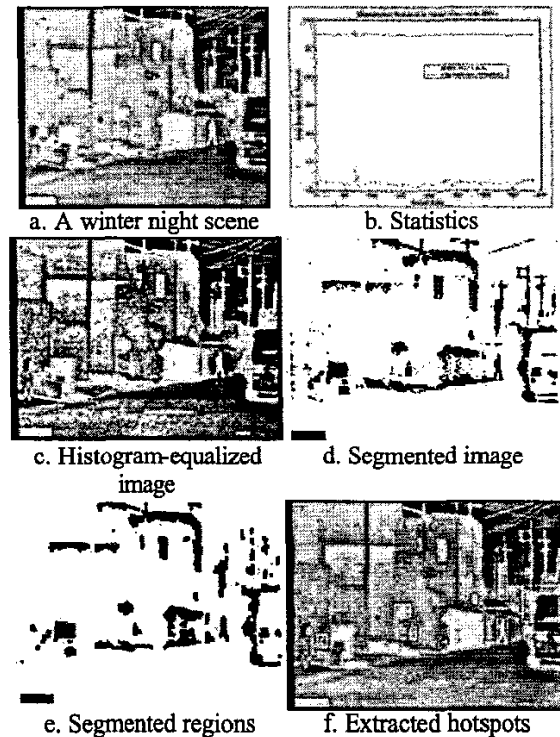 a. A winter night scene
b. Statistics
c. Histogram-equalized
image
d. Segmented image
e. Segmented regions
f. Extracted hotspots